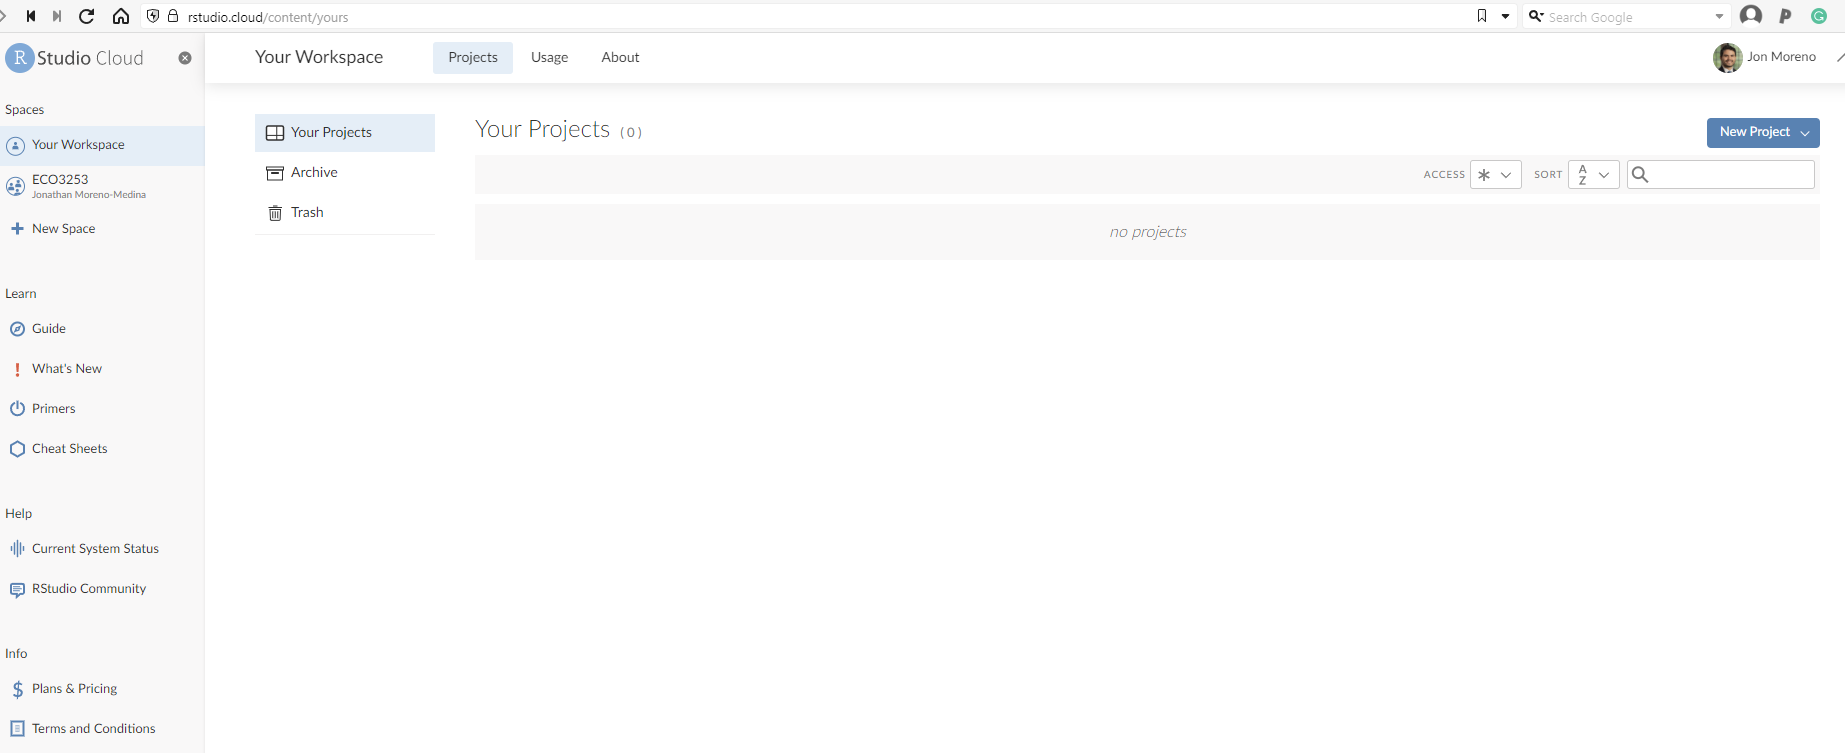 rstudio.cloud/content/yours
Search Google
R Studio Cloud
Your Workspace
Projects
Usage
About
Jon Moreno
Spaces
Your Workspace
ECO3253
Jonathan Moreno-Medina
New Space
Learn
Guide
What's New
Primers
Cheat Sheets
Help
Current System Status
RStudio Community
Info
Plans & Pricing
Terms and Conditions
Your Projects
Archive
Trash
Your Projects (0)
New Project
ACCESS
SORT
A
Z
no projects